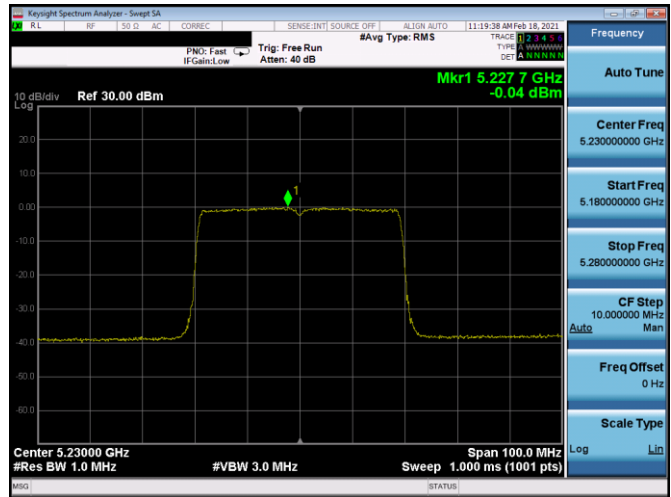 Keysight Spectrum Analyzer - Swept SA
RL RF 50 Ω AC CORREC SENSE:INT SOURCE OFF ALIGN AUTO 11:19:38 AM Feb 18, 2021
#Avg Type: RMS TRACE 1 2 3 4 5 6
PNO: Fast Trig: Free Run TYPE A WWWWW
IFGain:Low Atten: 40 dB DET A N N N N N
Mkr1 5.227 7 GHz
-0.04 dBm
10 dB/div Ref 30.00 dBm
Log
20.0
10.0
0.00
-10.0
-20.0
-30.0
-40.0
-50.0
-60.0
1
Center 5.23000 GHz Span 100.0 MHz
#Res BW 1.0 MHz #VBW 3.0 MHz Sweep 1.000 ms (1001 pts)
MSG STATUS
Frequency
Auto Tune
Center Freq
5.230000000 GHz
Start Freq
5.180000000 GHz
Stop Freq
5.280000000 GHz
CF Step
10.000000 MHz
Auto Man
Freq Offset
0 Hz
Scale Type
Log Lin